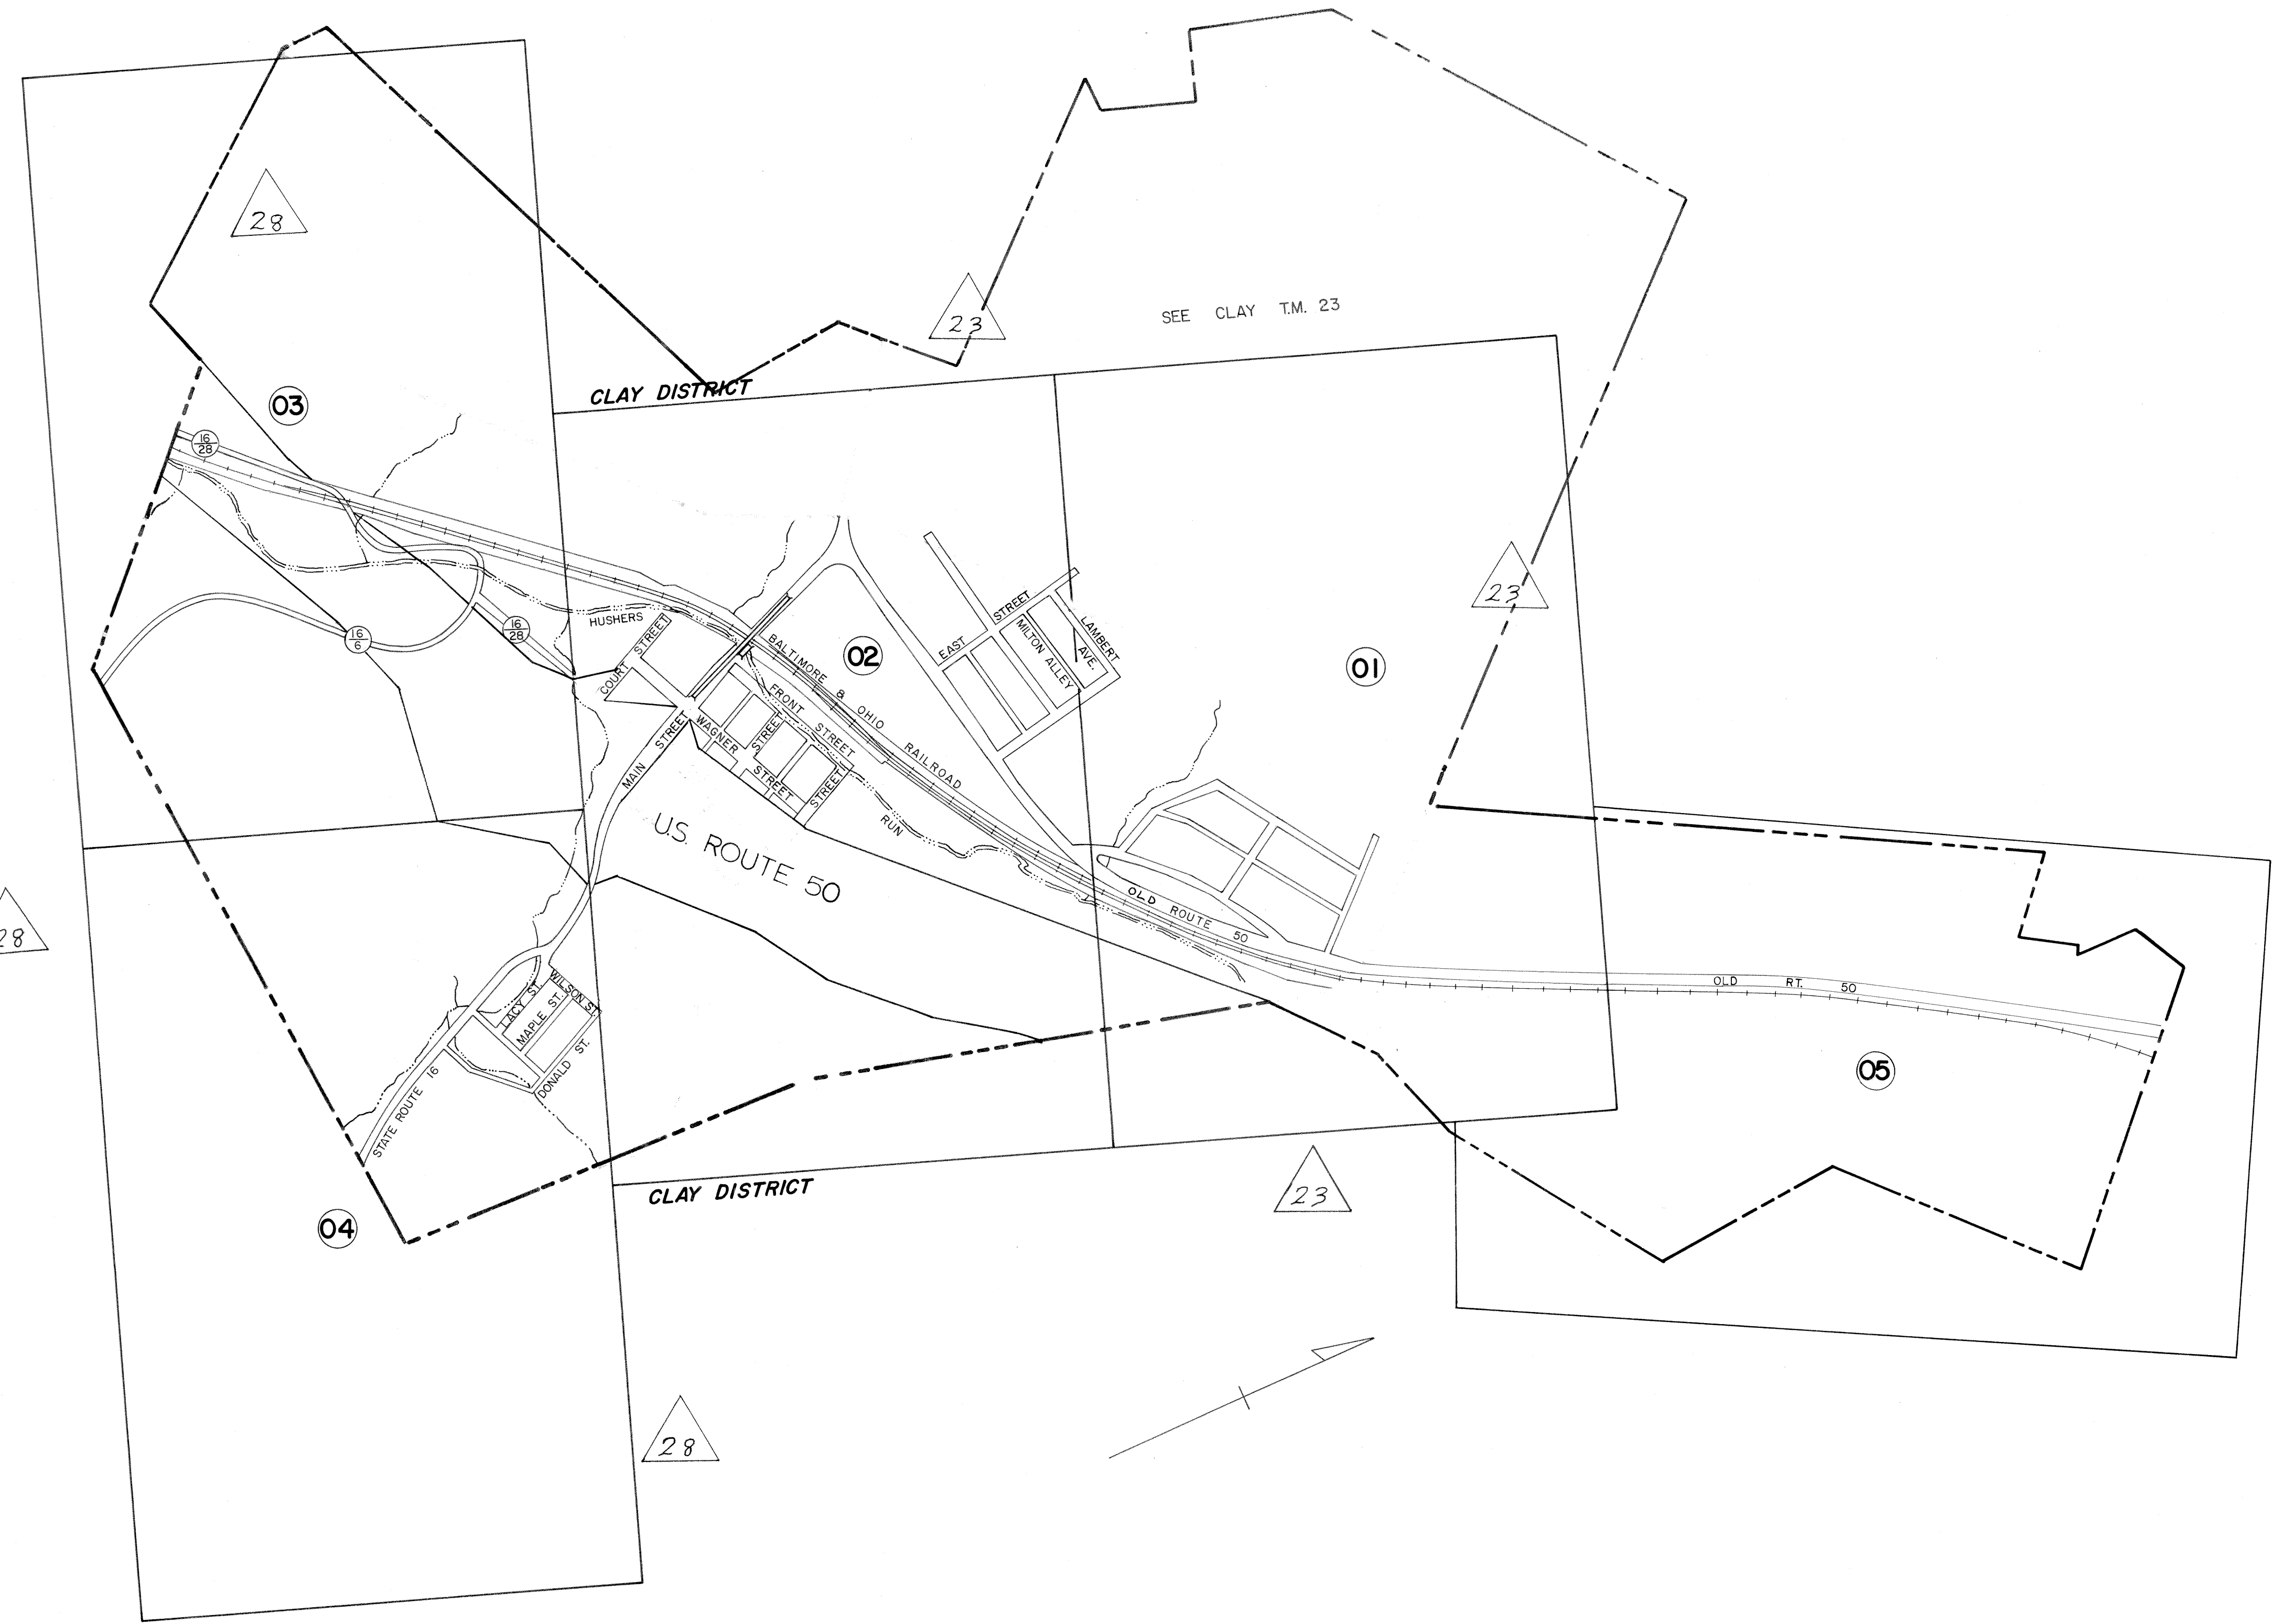 28
23
SEE CLAY T.M. 23
CLAY DISTRICT
03
16
28
23
HUSHERS
COURT STREET
16
28
16
6
BALTIMORE & OHIO RAILROAD
02
EAST STREET
MILTON ALLEY
LAMBERT AVE.
01
FRONT STREET
WAGNER STREET
STREET
STREET
MAIN STREET
RUN
U.S. ROUTE 50
OLD ROUTE 50
28
OLD RT. 50
WILSON ST.
LACY ST.
MAPLE ST.
DONALD ST.
STATE ROUTE 16
05
CLAY DISTRICT
23
04
28